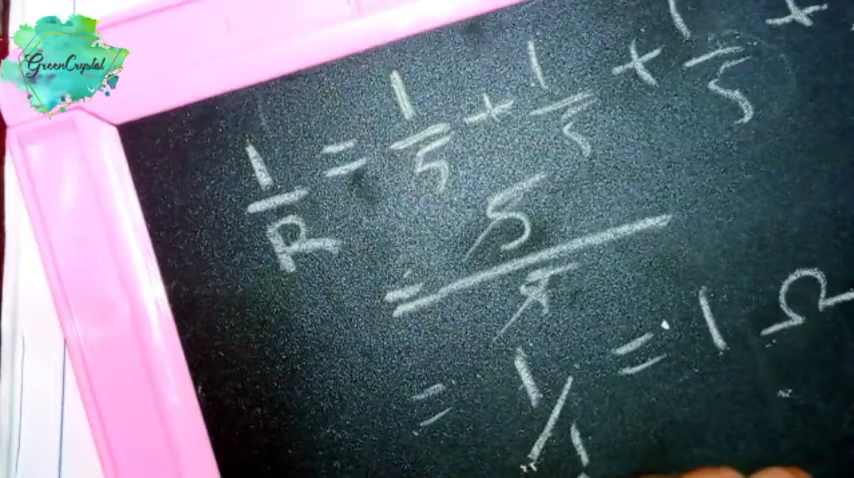 GreenCrystal
1/R = 1/5 + 1/5 + 1/5 +
= 5/5
= 1/1 = 1 Ω